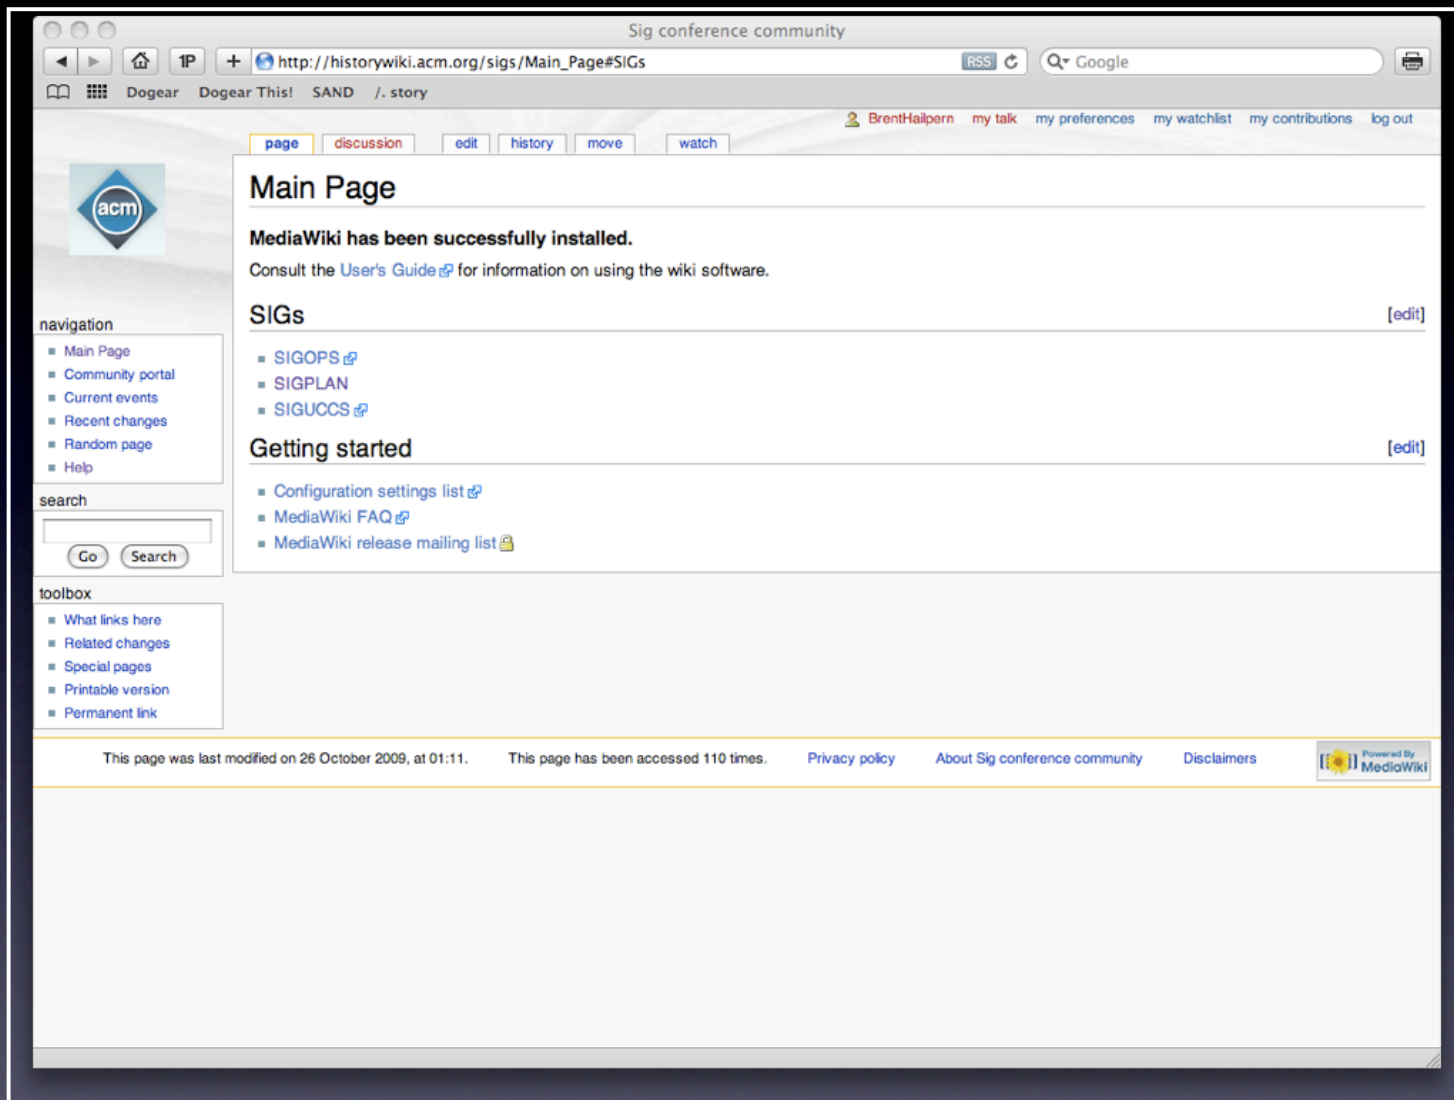 Sig conference community
1P + http://historywiki.acm.org/sigs/Main_Page#SIGs RSS Google
Dogear Dogear This! SAND /. story
BrentHailpern my talk my preferences my watchlist my contributions log out
page discussion edit history move watch
acm
Main Page
MediaWiki has been successfully installed.
Consult the User's Guide for information on using the wiki software.
SIGs [edit]
SIGOPS
SIGPLAN
SIGUCCS
Getting started [edit]
Configuration settings list
MediaWiki FAQ
MediaWiki release mailing list
navigation
Main Page
Community portal
Current events
Recent changes
Random page
Help
search
Go Search
toolbox
What links here
Related changes
Special pages
Printable version
Permanent link
This page was last modified on 26 October 2009, at 01:11. This page has been accessed 110 times. Privacy policy About Sig conference community Disclaimers
Powered By
MediaWiki